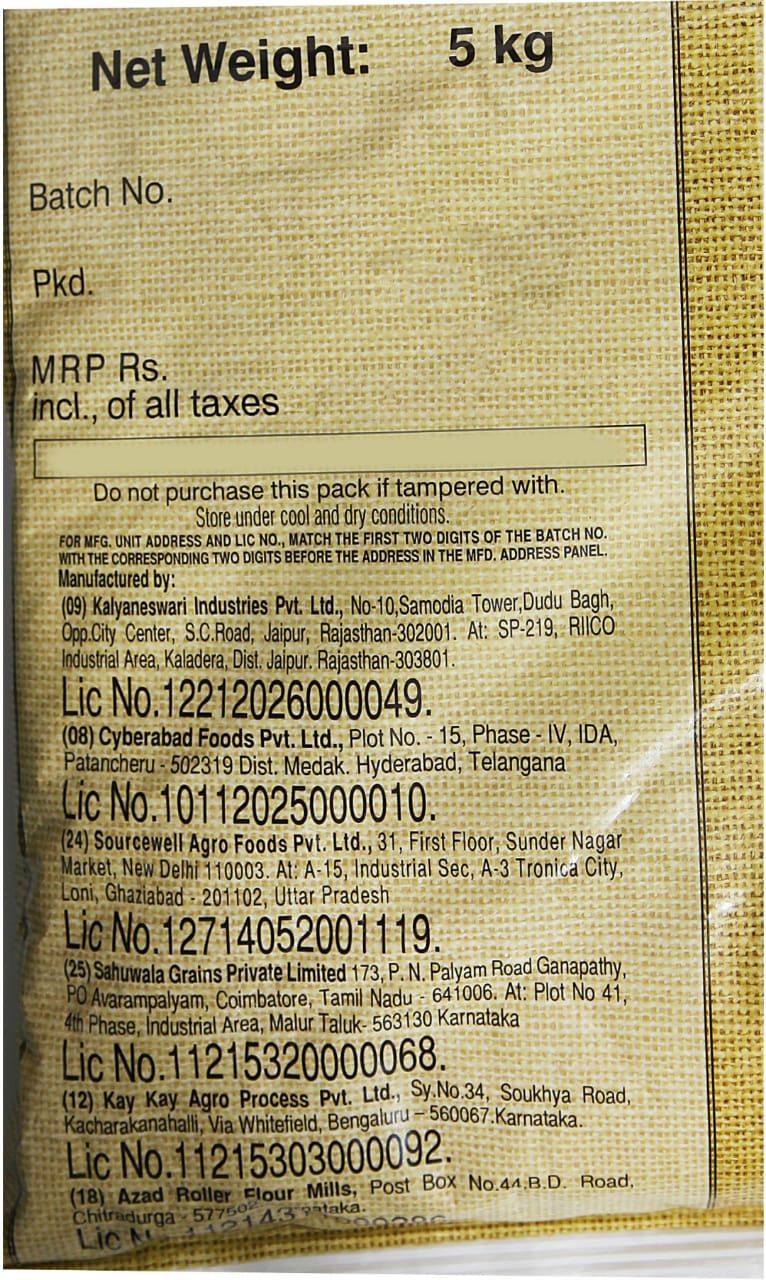 Net Weight: 5 kg
Batch No.
Pkd.
MRP Rs.
incl., of all taxes
Do not purchase this pack if tampered with.
Store under cool and dry conditions.
FOR MFG. UNIT ADDRESS AND LIC NO., MATCH THE FIRST TWO DIGITS OF THE BATCH NO.
WITH THE CORRESPONDING TWO DIGITS BEFORE THE ADDRESS IN THE MFD. ADDRESS PANEL.
Manufactured by:
(09) Kalyaneswari Industries Pvt. Ltd., No-10,Samodia Tower,Dudu Bagh,
Opp.City Center, S.C.Road, Jaipur, Rajasthan-302001. At: SP-219, RIICO
Industrial Area, Kaladera, Dist. Jaipur. Rajasthan-303801.
Lic No.12212026000049.
(08) Cyberabad Foods Pvt. Ltd., Plot No. - 15, Phase - IV, IDA,
Patancheru - 502319 Dist. Medak. Hyderabad, Telangana
Lic No.10112025000010.
(24) Sourcewell Agro Foods Pvt. Ltd., 31, First Floor, Sunder Nagar
Market, New Delhi 110003. At: A-15, Industrial Sec, A-3 Tronica City,
Loni, Ghaziabad - 201102, Uttar Pradesh
Lic No.12714052001119.
(25) Sahuwala Grains Private Limited 173, P. N. Palyam Road Ganapathy,
PO Avarampalyam, Coimbatore, Tamil Nadu - 641006. At: Plot No 41,
4th Phase, Industrial Area, Malur Taluk- 563130 Karnataka
Lic No.11215320000068.
(12) Kay Kay Agro Process Pvt. Ltd., Sy.No.34, Soukhya Road,
Kacharakanahalli, Via Whitefield, Bengaluru - 560067.Karnataka.
Lic No.11215303000092.
(18) Azad Roller Flour Mills, Post Box No.44,B.D. Road,
Chitradurga -
Lic